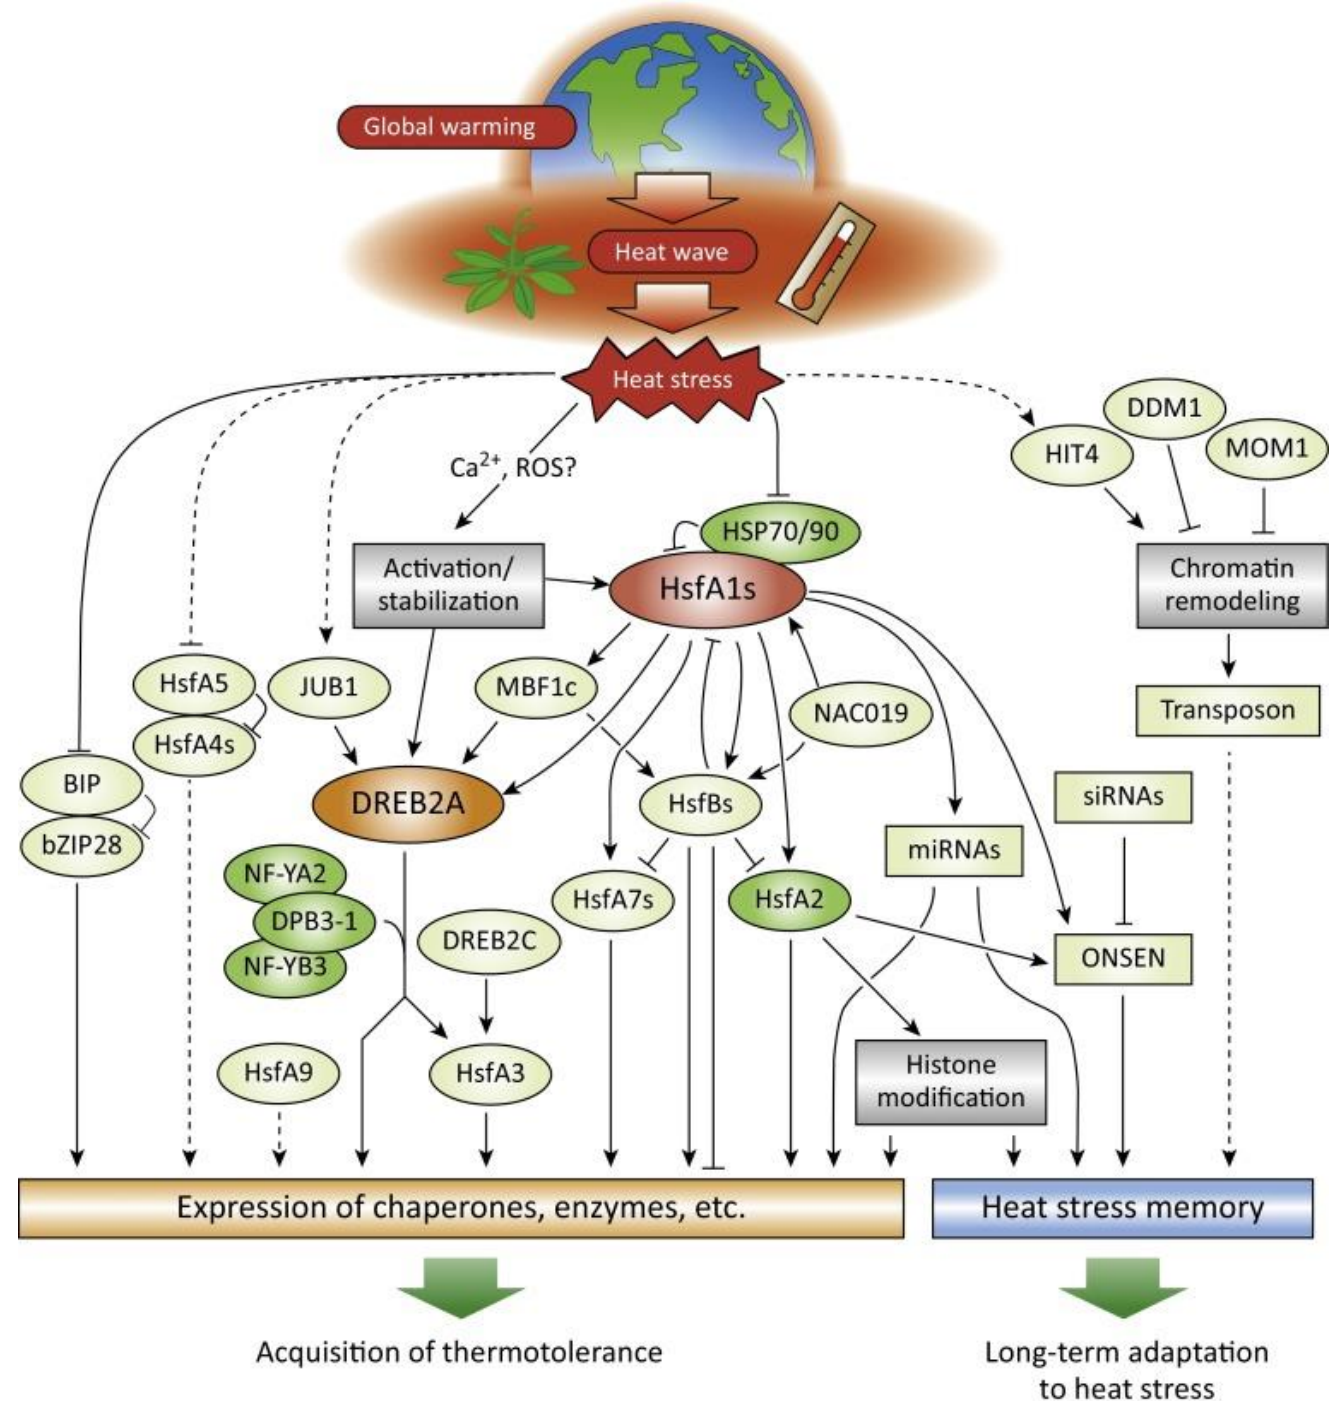 Global warming
Heat wave
Heat stress
Ca²⁺, ROS?
HIT4
DDM1
MOM1
HSP70/90
Activation/
stabilization
HsfA1s
Chromatin
remodeling
HsfA5
JUB1
MBF1c
NAC019
Transposon
HsfA4s
BIP
DREB2A
HsfBs
siRNAs
bZIP28
miRNAs
NF-YA2
DPB3-1
NF-YB3
DREB2C
HsfA7s
HsfA2
ONSEN
HsfA9
HsfA3
Histone
modification
Expression of chaperones, enzymes, etc.
Heat stress memory
Acquisition of thermotolerance
Long-term adaptation
to heat stress